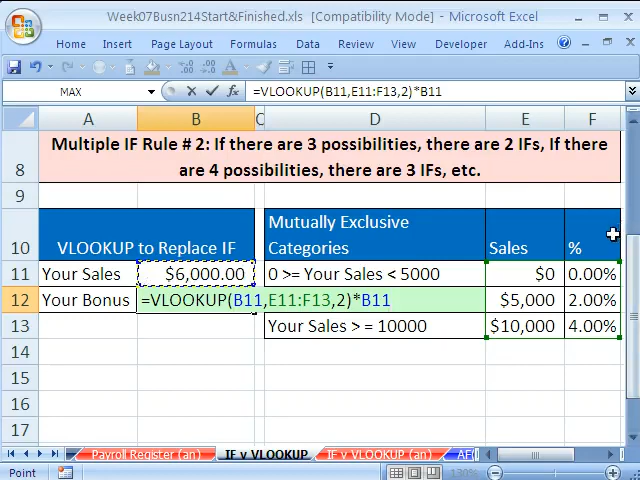 Week07Busn214Start&Finished.xls [Compatibility Mode] - Microsoft Excel
Home Insert Page Layout Formulas Data Review View Developer Add-Ins
MAX =VLOOKUP(B11,E11:F13,2)*B11
A B C D E F
8 Multiple IF Rule # 2: If there are 3 possibilities, there are 2 IFs, If there
are 4 possibilities, there are 3 IFs, etc.
9
Mutually Exclusive
10 VLOOKUP to Replace IF Categories Sales %
11 Your Sales $6,000.00 0 >= Your Sales < 5000 $0 0.00%
12 Your Bonus =VLOOKUP(B11,E11:F13,2)*B11 $5,000 2.00%
13 Your Sales > = 10000 $10,000 4.00%
14
15
16
17
Payroll Register (an) IF v VLOOKUP IF v VLOOKUP (an)
Point 130%